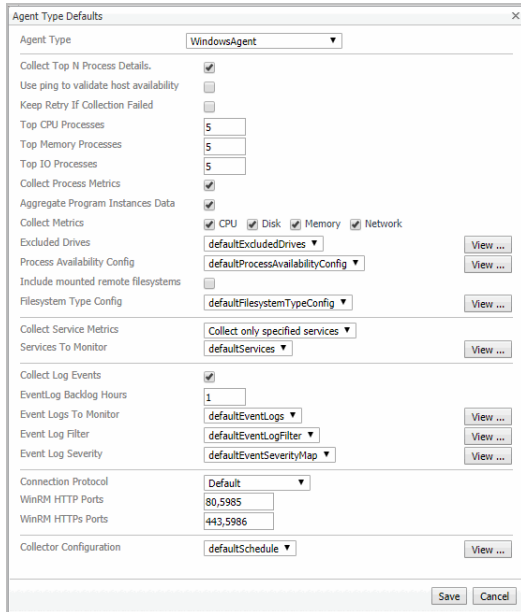 Agent Type Defaults
Agent Type WindowsAgent
Collect Top N Process Details.
Use ping to validate host availability
Keep Retry If Collection Failed
Top CPU Processes 5
Top Memory Processes 5
Top IO Processes 5
Collect Process Metrics
Aggregate Program Instances Data
Collect Metrics CPU Disk Memory Network
Excluded Drives defaultExcludedDrives View ...
Process Availability Config defaultProcessAvailabilityConfig View ...
Include mounted remote filesystems
Filesystem Type Config defaultFilesystemTypeConfig View ...
Collect Service Metrics Collect only specified services
Services To Monitor defaultServices View ...
Collect Log Events
EventLog Backlog Hours 1
Event Logs To Monitor defaultEventLogs View ...
Event Log Filter defaultEventLogFilter View ...
Event Log Severity defaultEventSeverityMap View ...
Connection Protocol Default
WinRM HTTP Ports 80,5985
WinRM HTTPs Ports 443,5986
Collector Configuration defaultSchedule View ...
Save Cancel